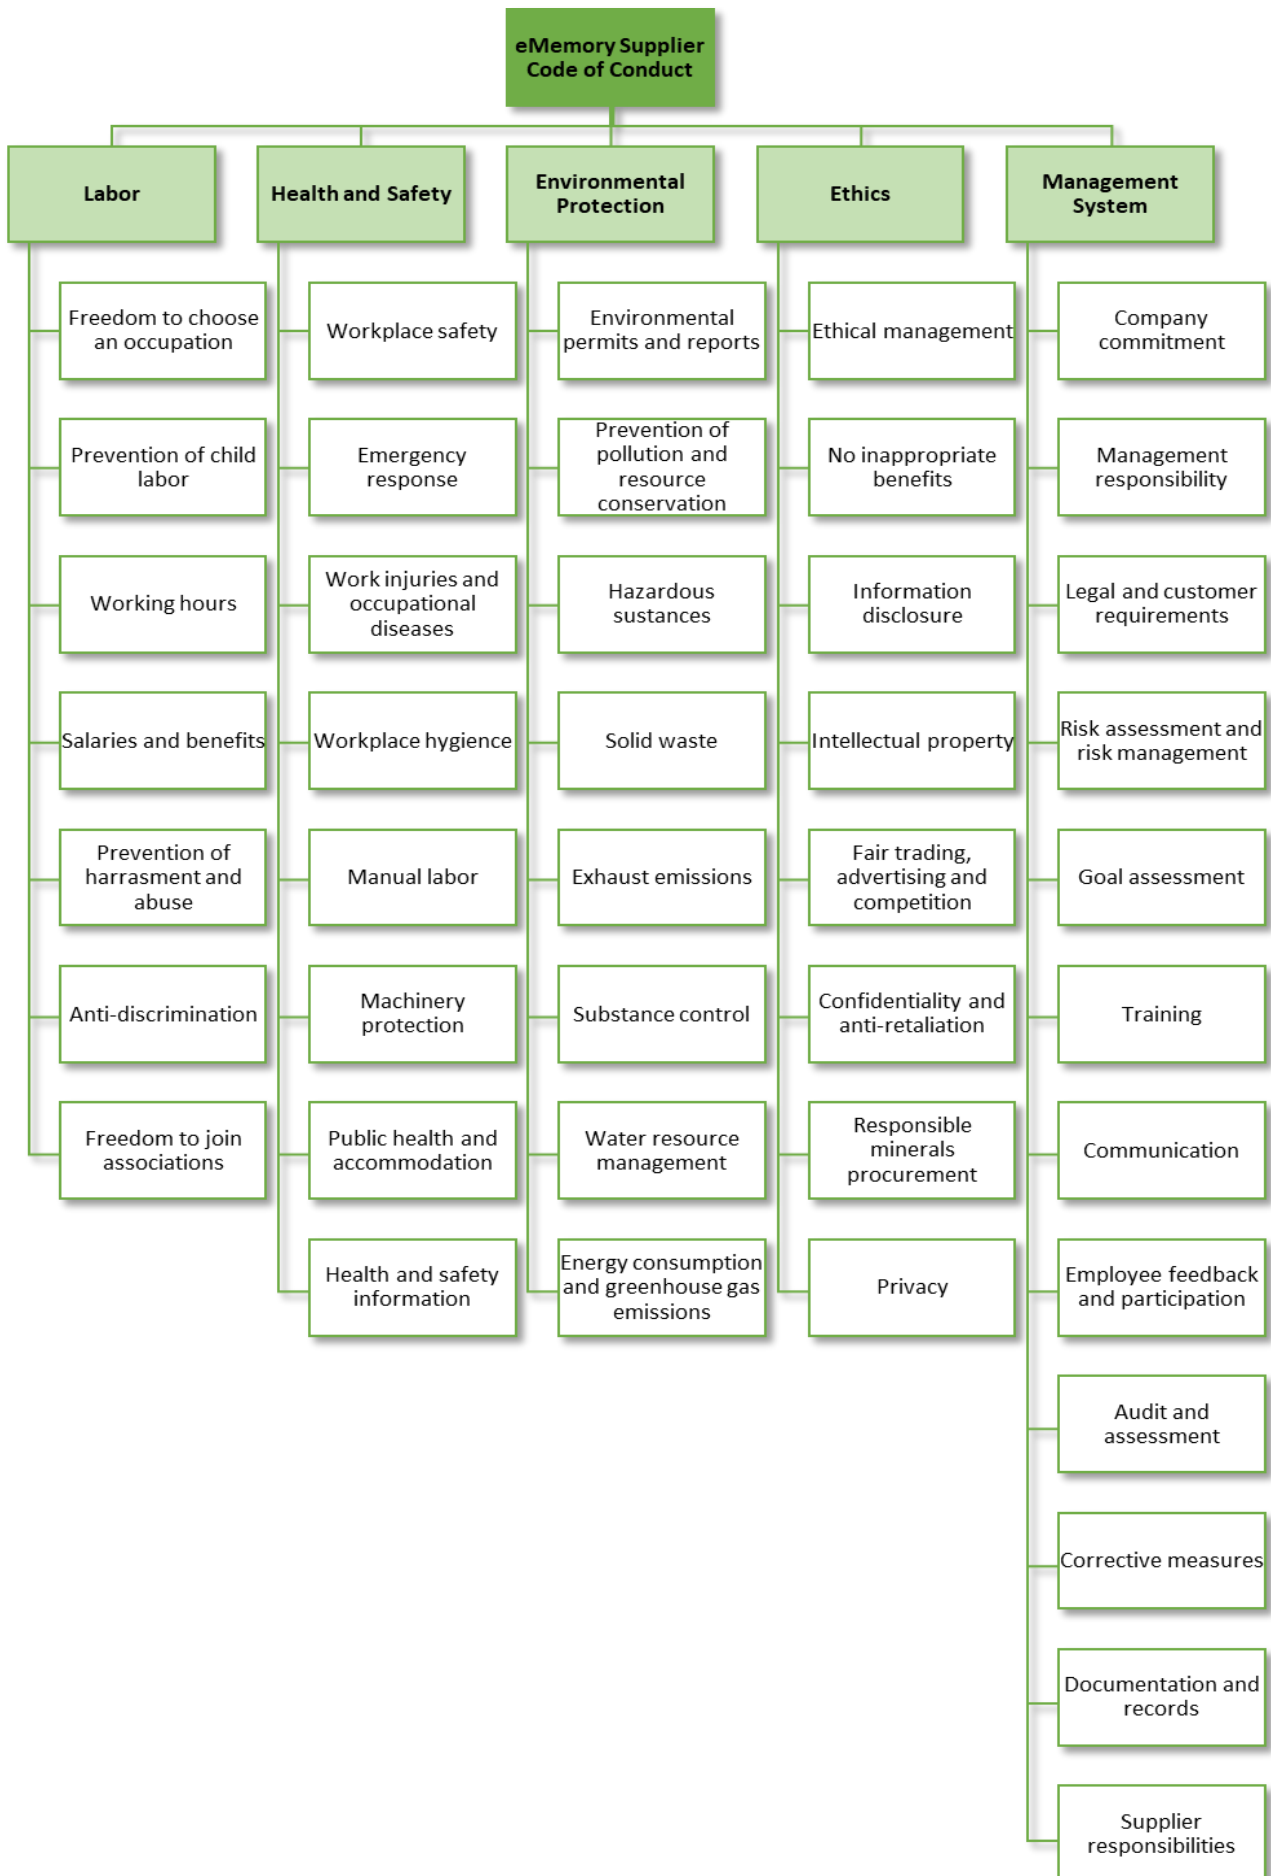 eMemory Supplier
Code of Conduct
Labor
Freedom to choose
an occupation
Prevention of child
labor
Working hours
Salaries and benefits
Prevention of
harrasment and
abuse
Anti-discrimination
Freedom to join
associations
Health and Safety
Workplace safety
Emergency
response
Work injuries and
occupational
diseases
Workplace hygience
Manual labor
Machinery
protection
Public health and
accommodation
Health and safety
information
Environmental
Protection
Environmental
permits and reports
Prevention of
pollution and
resource
conservation
Hazardous
sustances
Solid waste
Exhaust emissions
Substance control
Water resource
management
Energy consumption
and greenhouse gas
emissions
Ethics
Ethical management
No inappropriate
benefits
Information
disclosure
Intellectual property
Fair trading,
advertising and
competition
Confidentiality and
anti-retaliation
Responsible
minerals
procurement
Privacy
Management
System
Company
commitment
Management
responsibility
Legal and customer
requirements
Risk assessment and
risk management
Goal assessment
Training
Communication
Employee feedback
and participation
Audit and
assessment
Corrective measures
Documentation and
records
Supplier
responsibilities